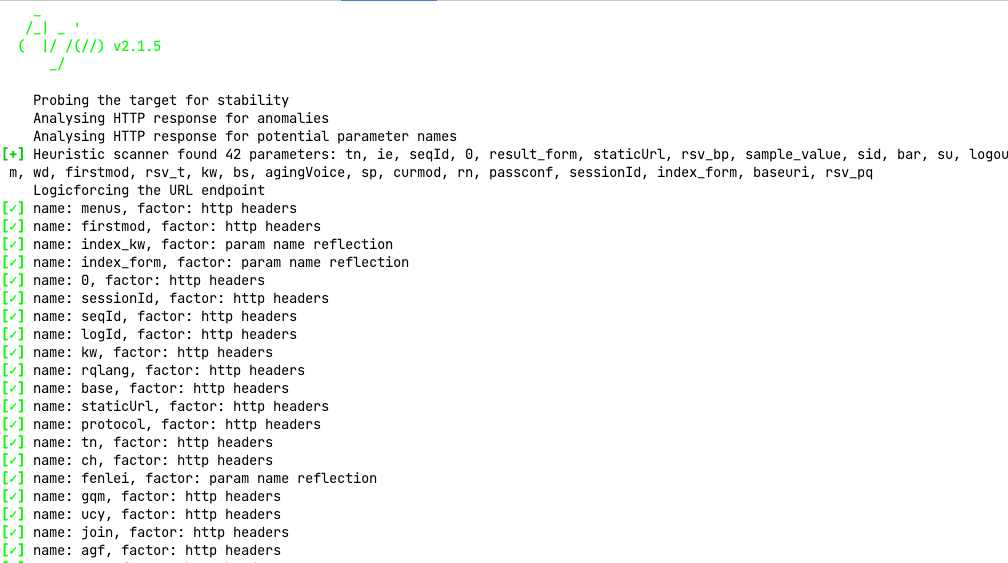 _
   /_| _ '
  (  |/ /(//) v2.1.5
      _/
Probing the target for stability
Analysing HTTP response for anomalies
Analysing HTTP response for potential parameter names
[+] Heuristic scanner found 42 parameters: tn, ie, seqId, 0, result_form, staticUrl, rsv_bp, sample_value, sid, bar, su, logou
m, wd, firstmod, rsv_t, kw, bs, agingVoice, sp, curmod, rn, passconf, sessionId, index_form, baseuri, rsv_pq
Logicforcing the URL endpoint
[✓] name: menus, factor: http headers
[✓] name: firstmod, factor: http headers
[✓] name: index_kw, factor: param name reflection
[✓] name: index_form, factor: param name reflection
[✓] name: 0, factor: http headers
[✓] name: sessionId, factor: http headers
[✓] name: seqId, factor: http headers
[✓] name: logId, factor: http headers
[✓] name: kw, factor: http headers
[✓] name: rqlang, factor: http headers
[✓] name: base, factor: http headers
[✓] name: staticUrl, factor: http headers
[✓] name: protocol, factor: http headers
[✓] name: tn, factor: http headers
[✓] name: ch, factor: http headers
[✓] name: fenlei, factor: param name reflection
[✓] name: gqm, factor: http headers
[✓] name: ucy, factor: http headers
[✓] name: join, factor: http headers
[✓] name: agf, factor: http headers